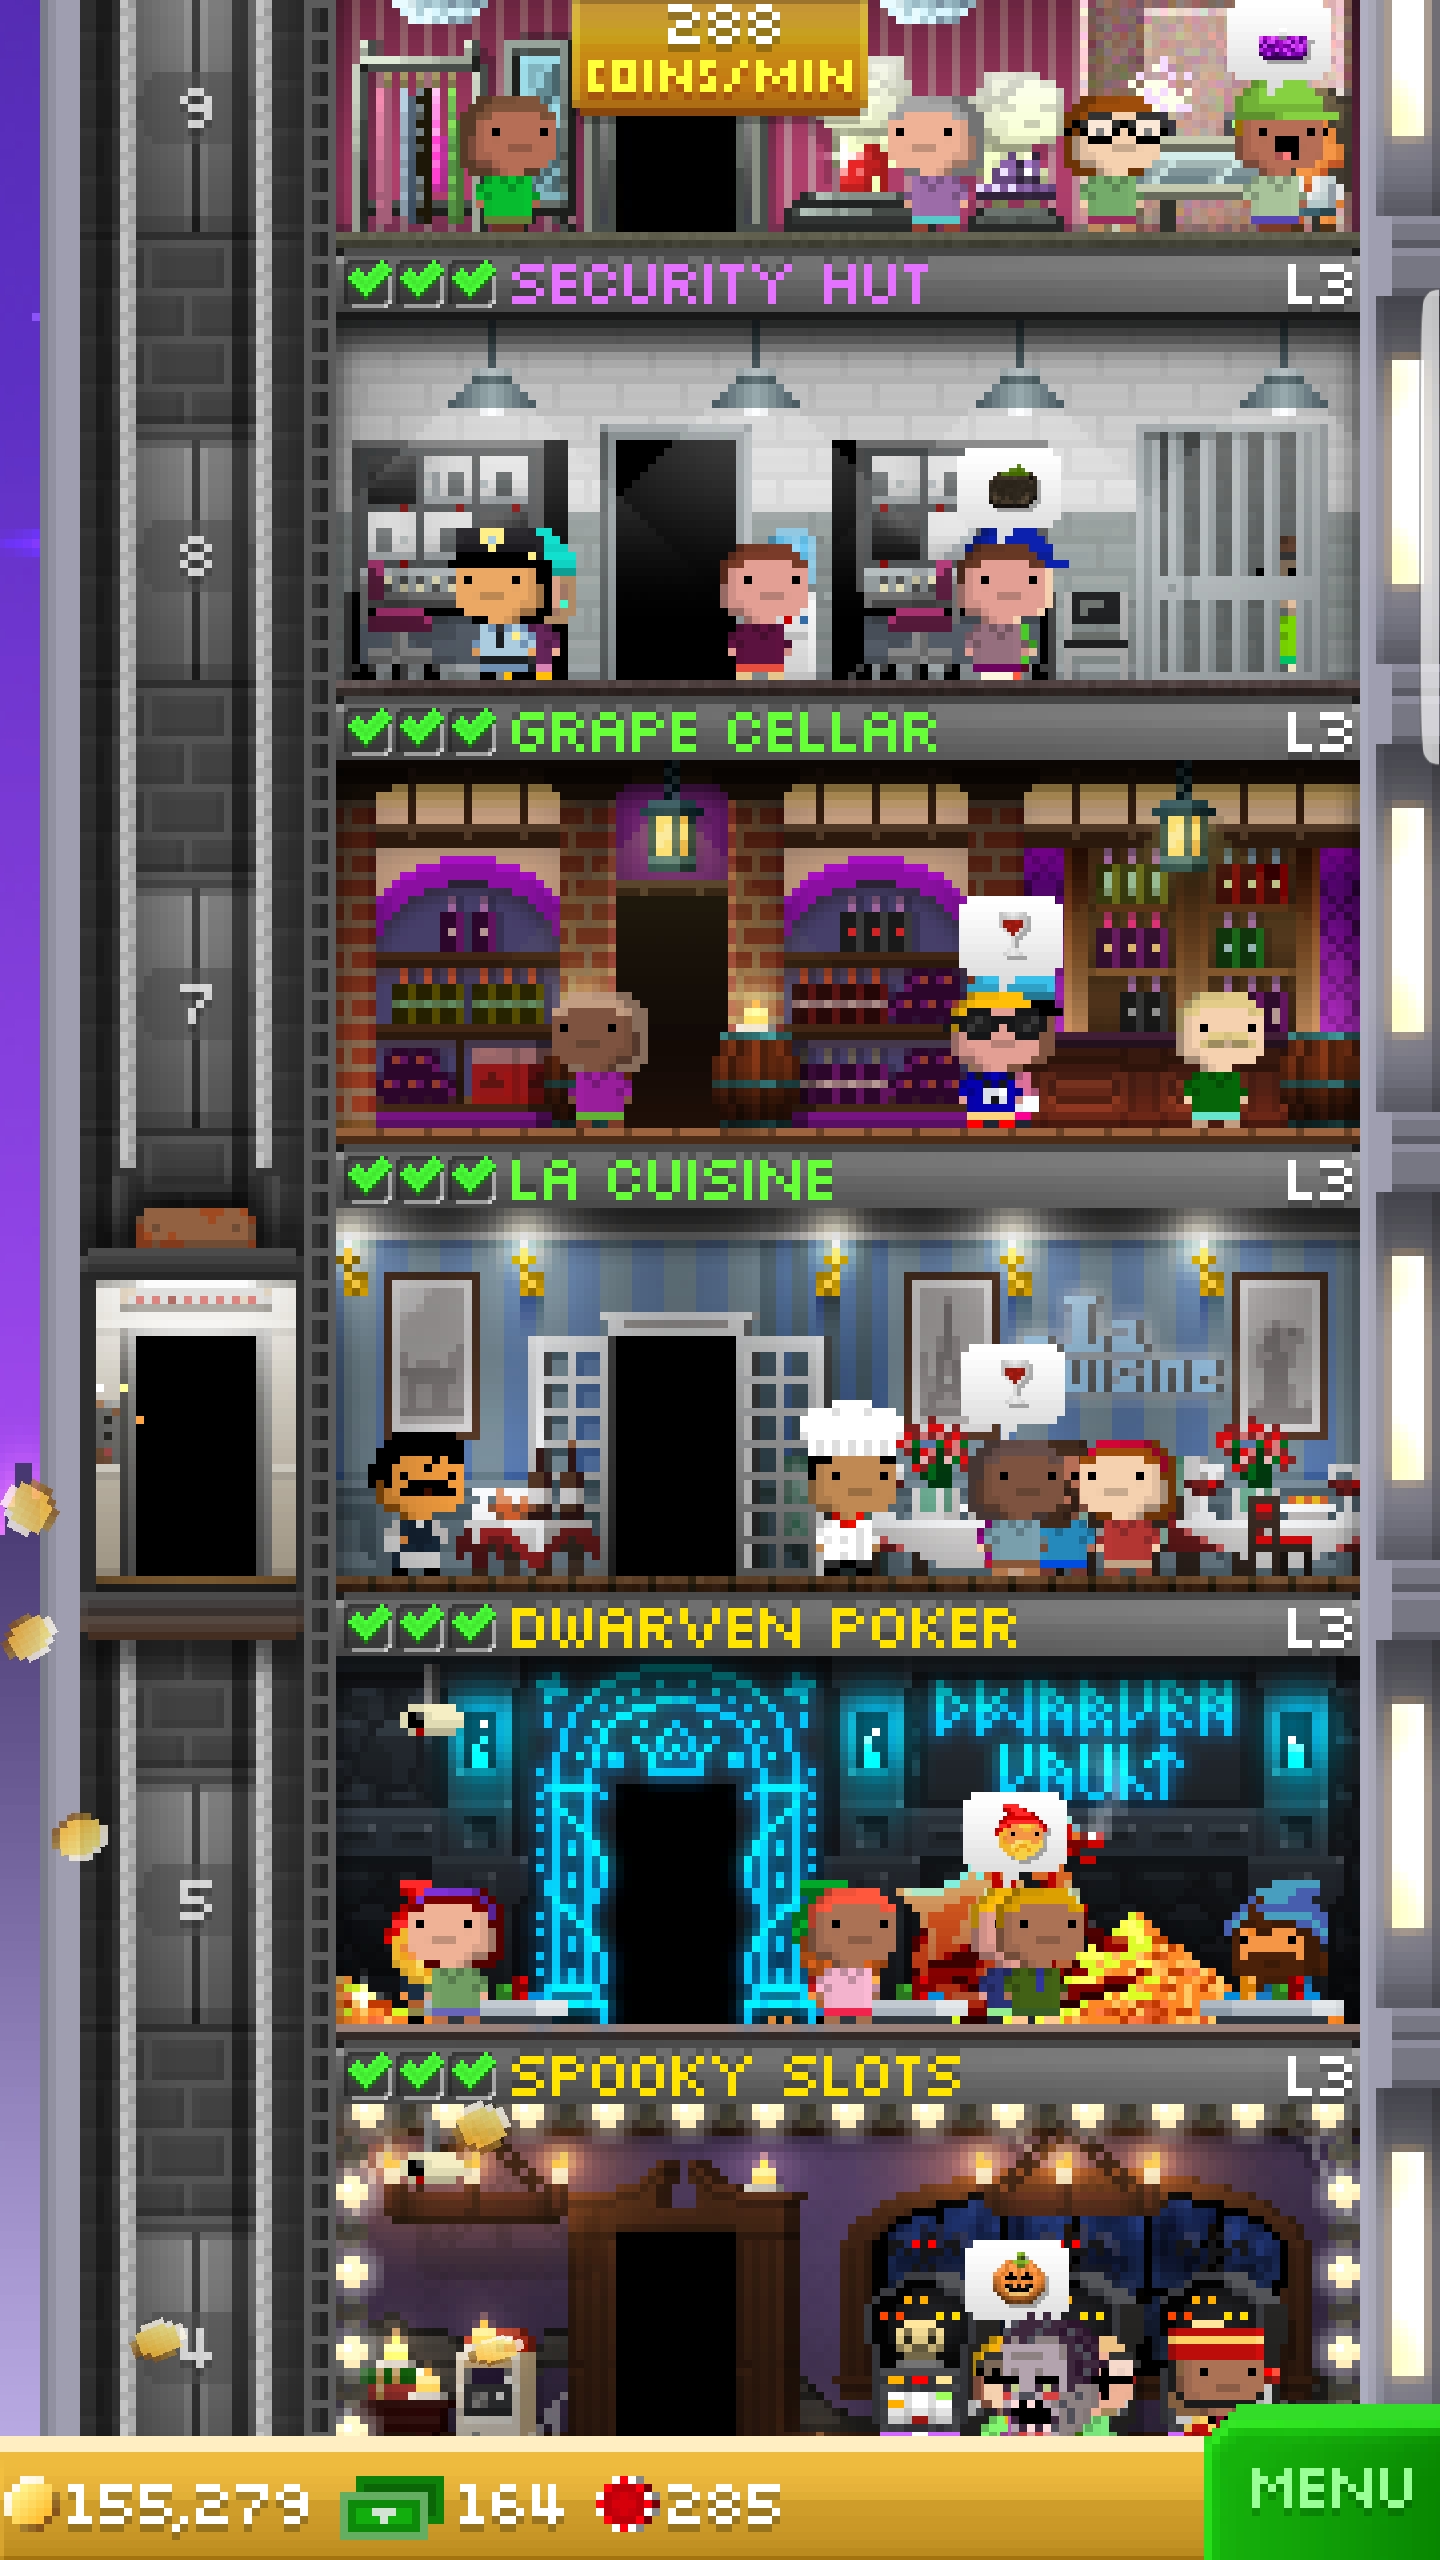 288
COINS/MIN
9
SECURITY HUT L3
8
GRAPE CELLAR L3
7
LA CUISINE L3
La
Cuisine
DWARVEN POKER L3
DWARVEN
VAULT
5
SPOOKY SLOTS L3
4
155,279 164 285
MENU